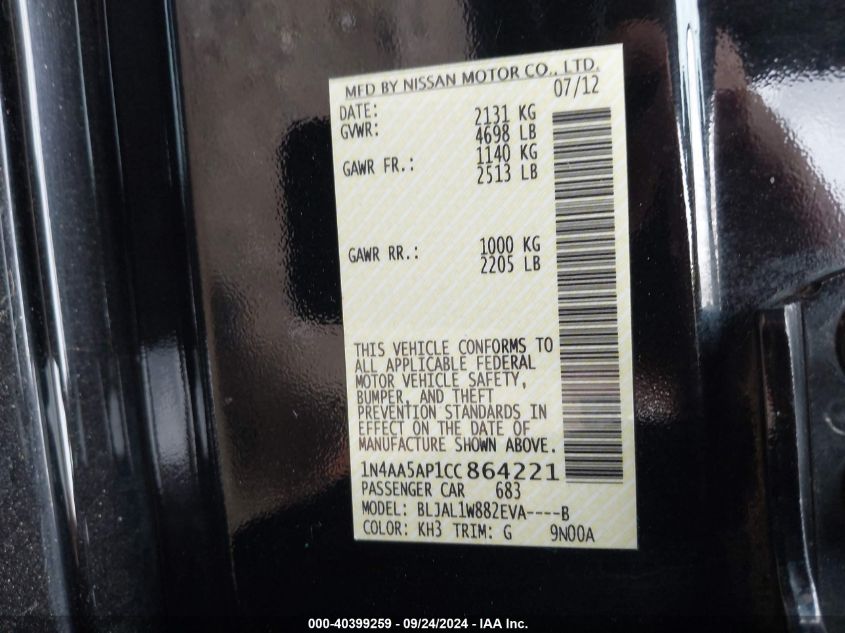 MFD BY NISSAN MOTOR CO., LTD.
DATE: 07/12
GVWR: 2131 KG
4698 LB
GAWR FR.: 1140 KG
2513 LB
GAWR RR.: 1000 KG
2205 LB
THIS VEHICLE CONFORMS TO
ALL APPLICABLE FEDERAL
MOTOR VEHICLE SAFETY,
BUMPER, AND THEFT
PREVENTION STANDARDS IN
EFFECT ON THE DATE OF
MANUFACTURE SHOWN ABOVE.
1N4AA5AP1CC864221
PASSENGER CAR 683
MODEL: BLJAL1W882EVA----B
COLOR: KH3 TRIM: G 9N00A
000-40399259 - 09/24/2024 - IAA Inc.